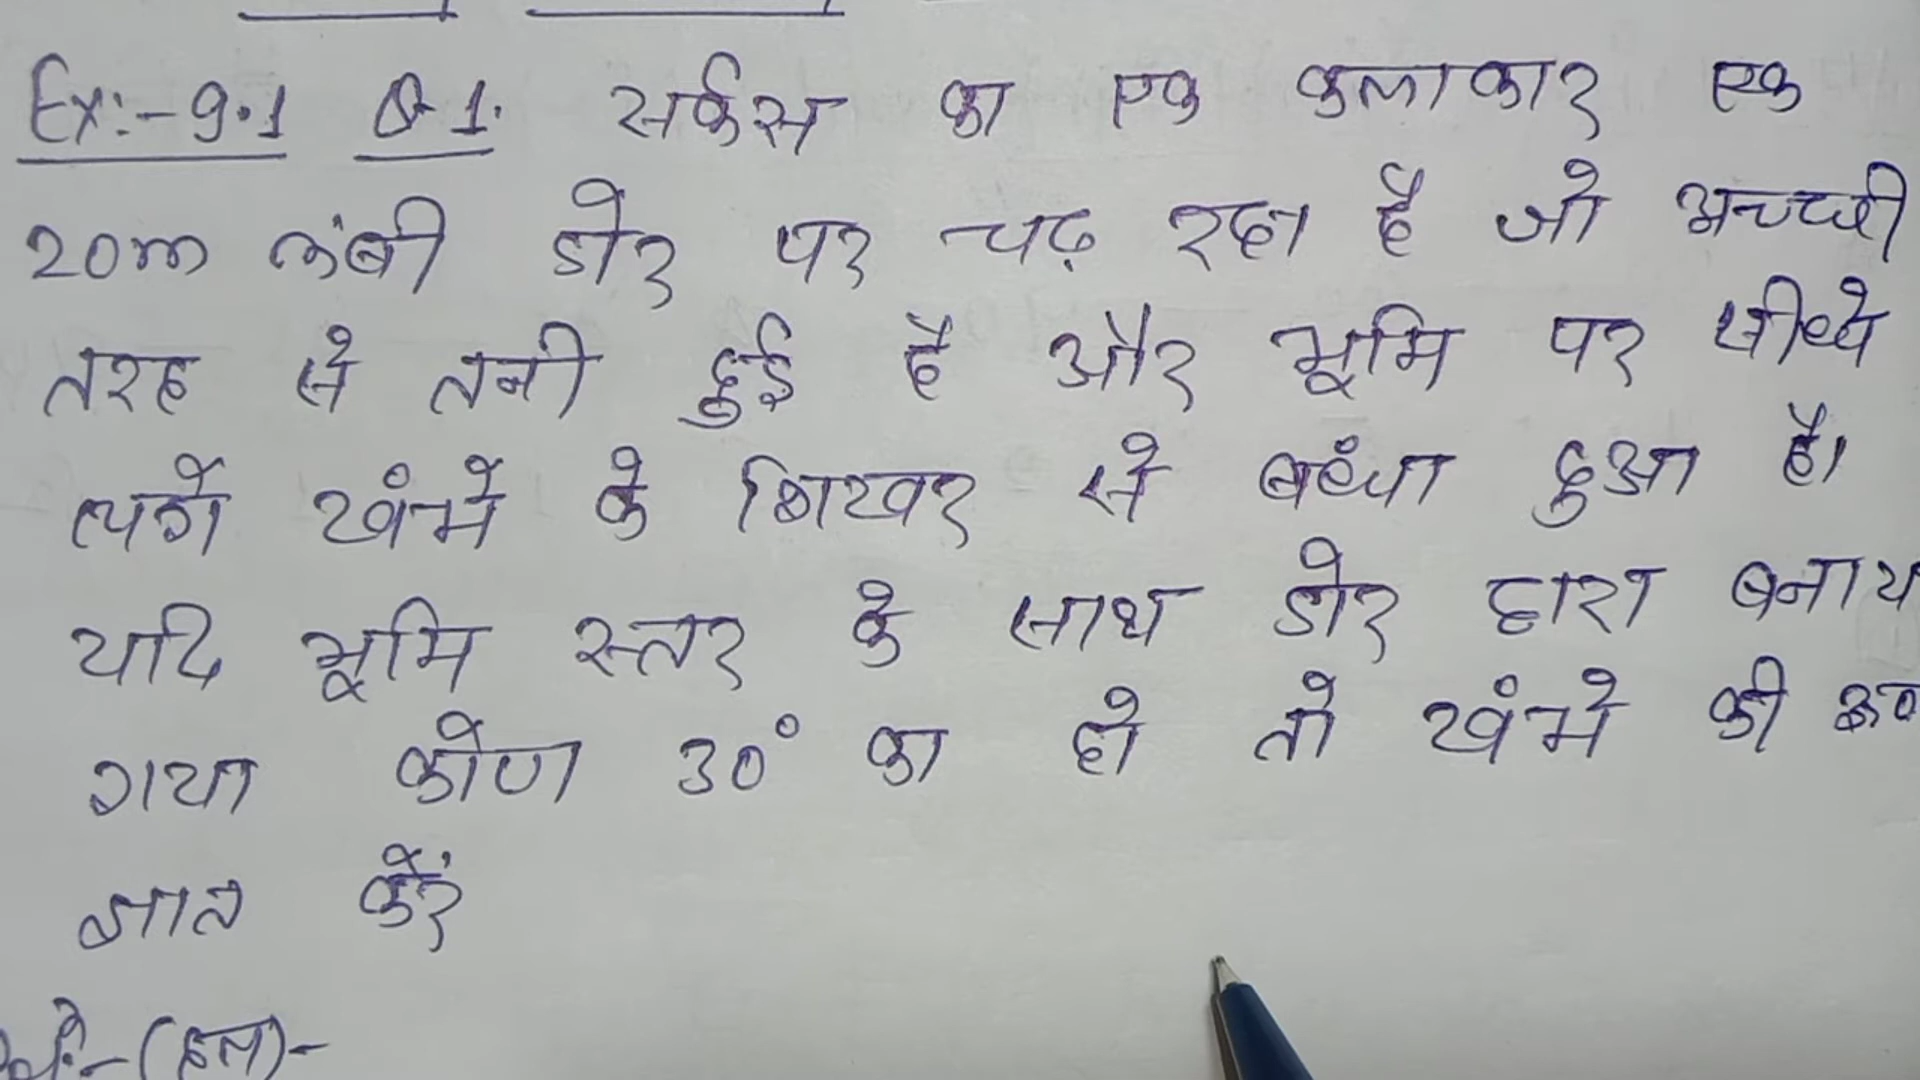 Ex:- 9.1 Q.1. सर्कस का एक कलाकार एक
20m लंबी डोर पर चढ़ रहा है जो अच्छी
तरह से तनी हुई है और भूमि पर सीधे
लगे खंभे के शिखर से बंधा हुआ है।
यदि भूमि स्तर के साथ डोर द्वारा बनाय
गया कोण 30° का हो तो खंभे की
ज्ञात करें
(हल)-